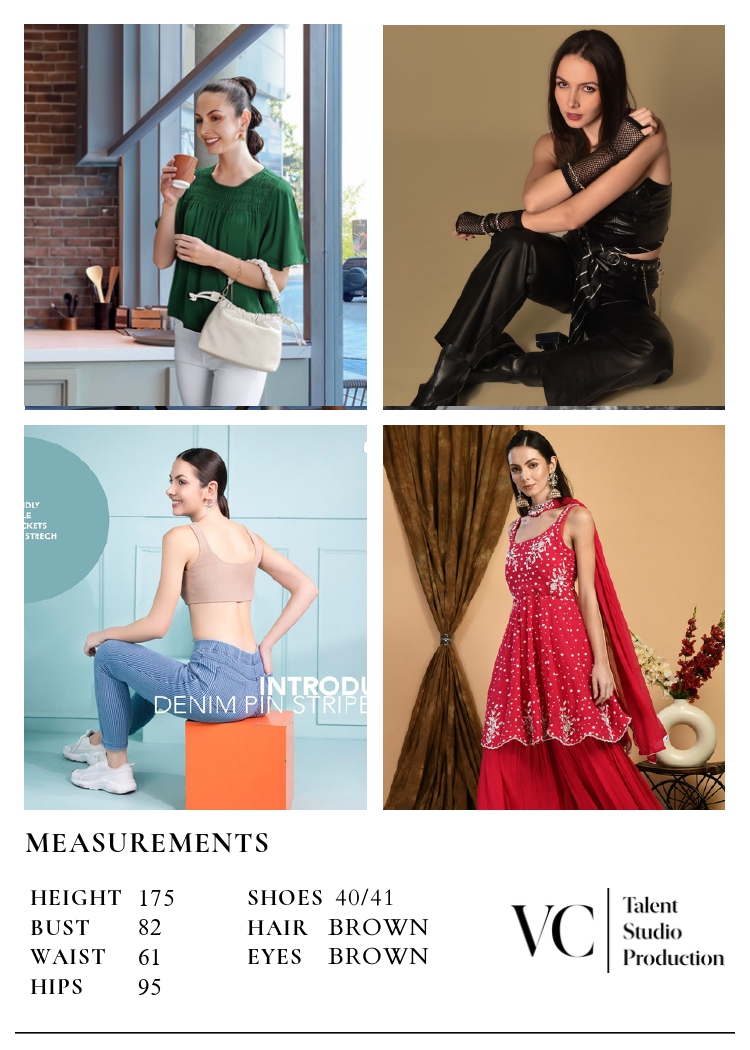 DLY
LE
CKETS
STRECH
INTRODU
DENIM PIN STRIPE
MEASUREMENTS
HEIGHT 175
BUST 82
WAIST 61
HIPS 95
SHOES 40/41
HAIR BROWN
EYES BROWN
VC
Talent
Studio
Production